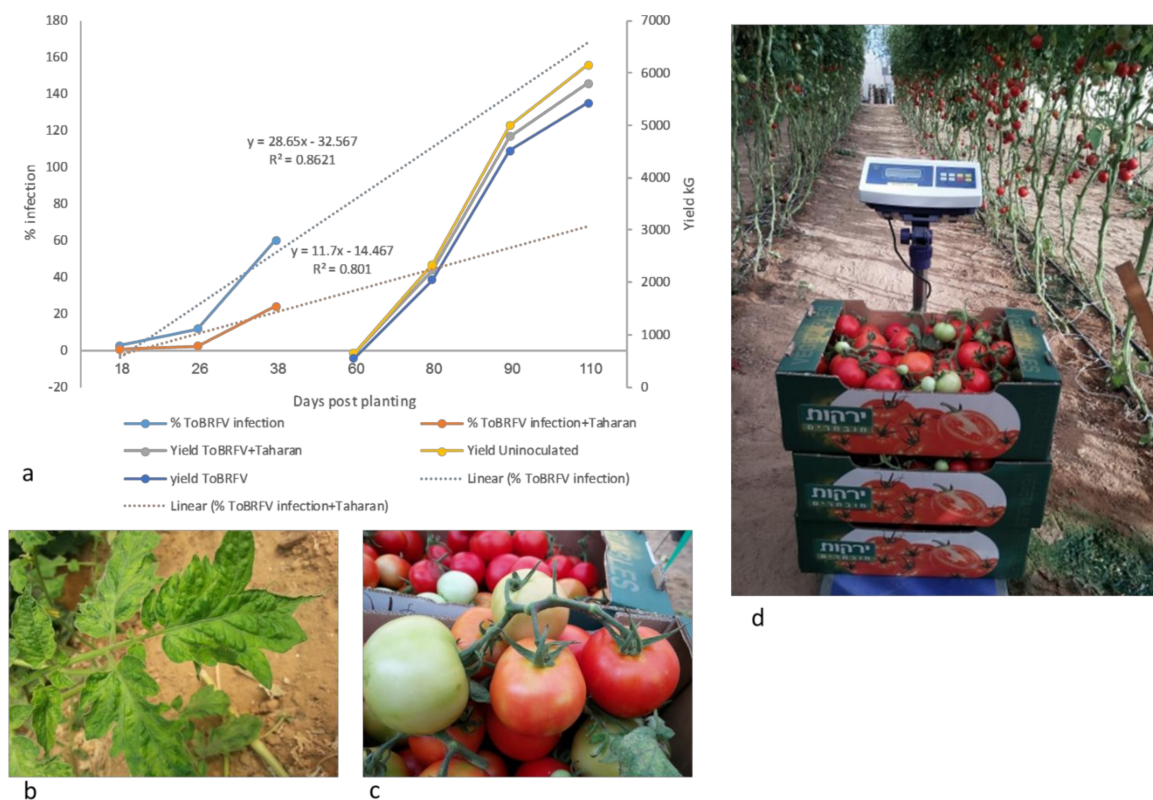 180
160
140
120
100
80
60
40
20
0
-20
% infection
7000
6000
5000
4000
3000
2000
1000
0
Yield kG
y = 28.65x - 32.567
R² = 0.8621
y = 11.7x - 14.467
R² = 0.801
18 26 38 60 80 90 110
Days post planting
% ToBRFV infection
% ToBRFV infection+Taharan
Yield ToBRFV+Taharan
Yield Uninoculated
yield ToBRFV
Linear (% ToBRFV infection)
Linear (% ToBRFV infection+Taharan)
a
ירקות
מובחרים
ירקות
מובחרים
ירקות
מובחרים
d
b
c